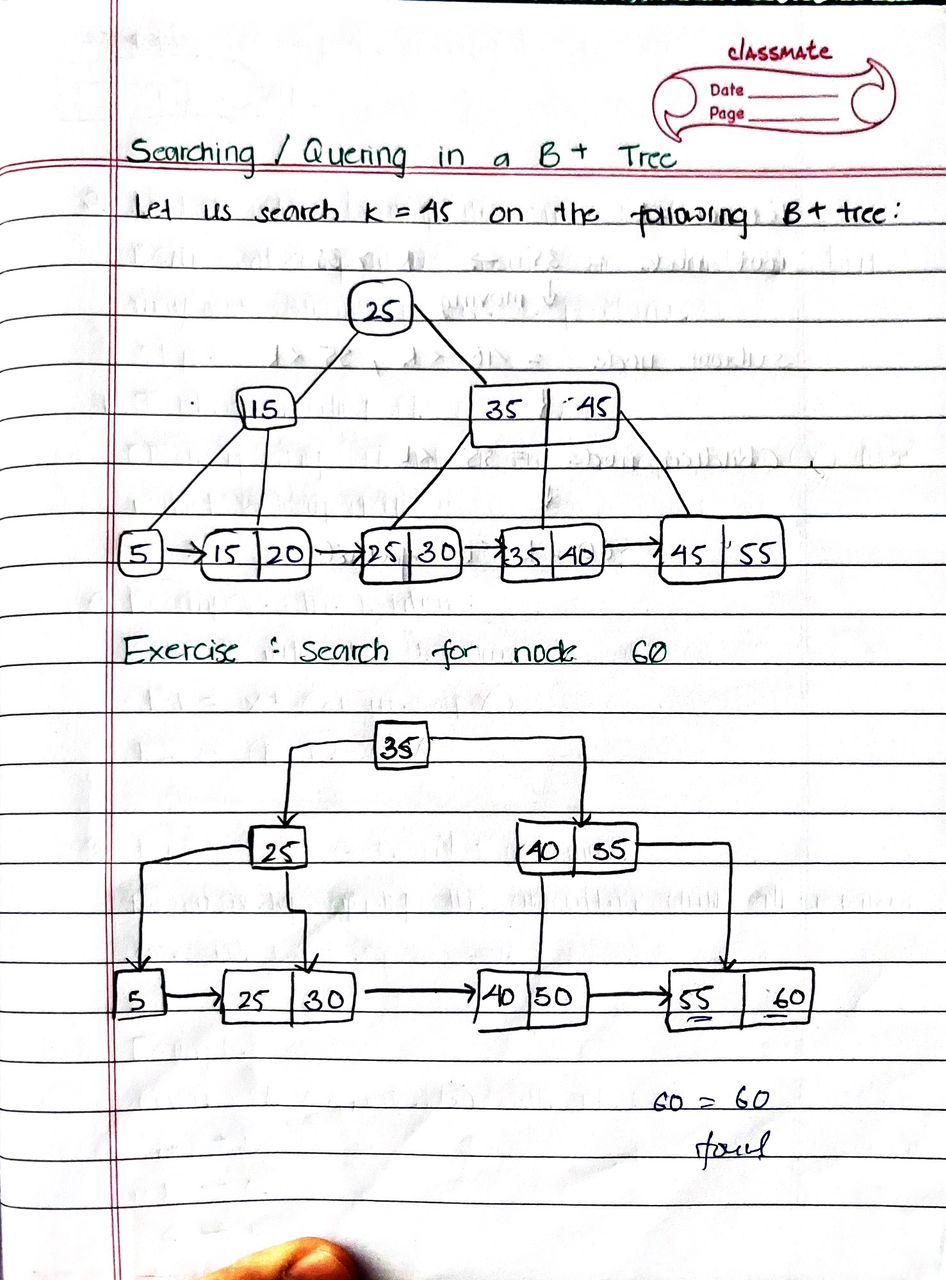 classmate
Date
Page
Searching / Quering in a B+ Tree
Let us search K = 45 on the following B+ tree:
25
15 35 45
5 15 20 25 30 35 40 45 55
Exercise : Search for node 60
35
25 40 55
5 25 30 40 50 55 60
60 = 60